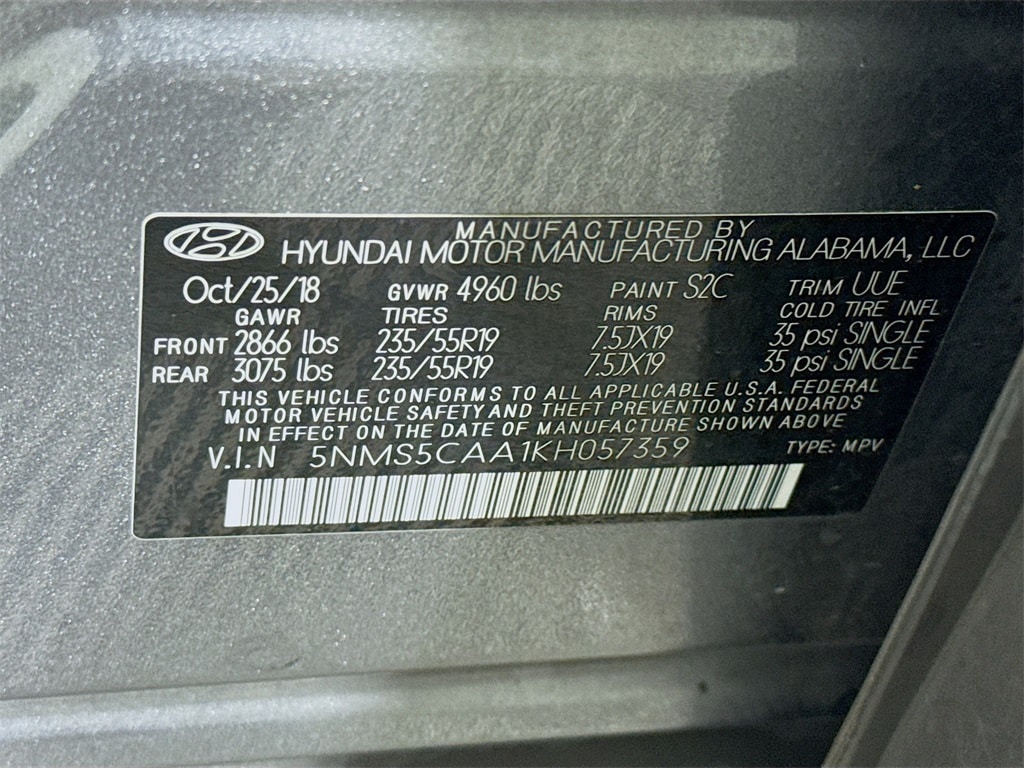 MANUFACTURED BY
HYUNDAI MOTOR MANUFACTURING ALABAMA, LLC
Oct/25/18 GVWR 4960 lbs PAINT S2C TRIM UUE
GAWR TIRES RIMS COLD TIRE INFL
FRONT 2866 lbs 235/55R19 7.5JX19 35 psi SINGLE
REAR 3075 lbs 235/55R19 7.5JX19 35 psi SINGLE
THIS VEHICLE CONFORMS TO ALL APPLICABLE U.S.A. FEDERAL
MOTOR VEHICLE SAFETY AND THEFT PREVENTION STANDARDS
IN EFFECT ON THE DATE OF MANUFACTURE SHOWN ABOVE
V.I.N 5NMS5CAA1KH057359 TYPE: MPV